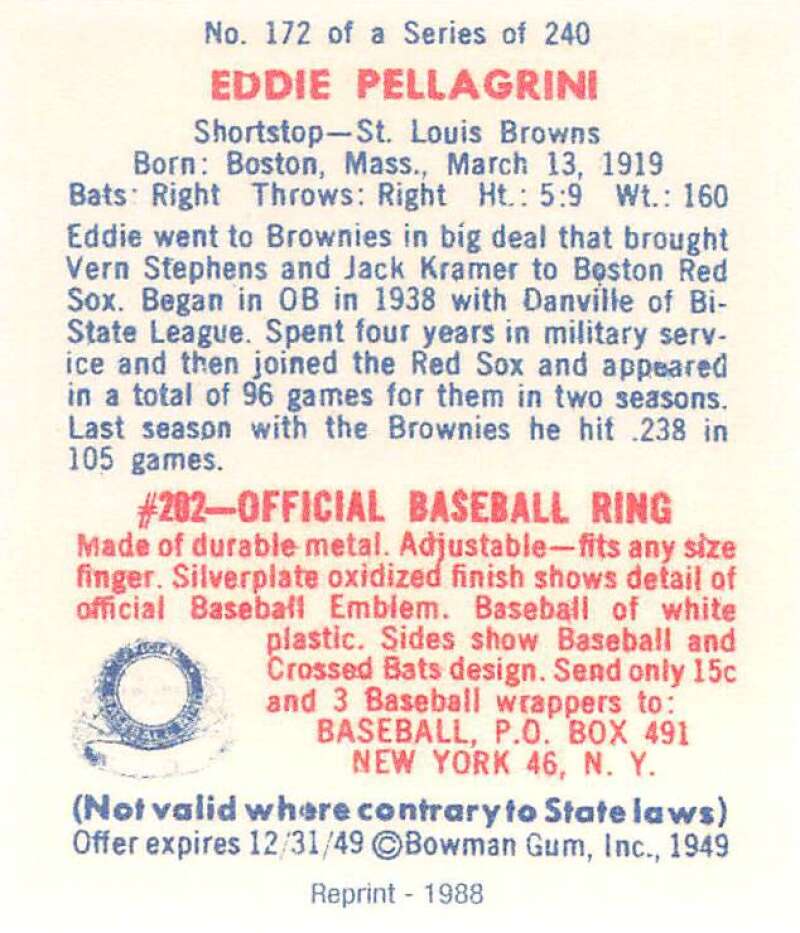 No. 172 of a Series of 240
EDDIE PELLAGRINI
Shortstop—St. Louis Browns
Born: Boston, Mass., March 13, 1919
Bats: Right Throws: Right Ht.: 5:9 Wt.: 160
Eddie went to Brownies in big deal that brought
Vern Stephens and Jack Kramer to Boston Red
Sox. Began in OB in 1938 with Danville of Bi-
State League. Spent four years in military serv-
ice and then joined the Red Sox and appeared
in a total of 96 games for them in two seasons.
Last season with the Brownies he hit .238 in
105 games.
#202—OFFICIAL BASEBALL RING
Made of durable metal. Adjustable—fits any size
finger. Silverplate oxidized finish shows detail of
official Baseball Emblem. Baseball of white
plastic. Sides show Baseball and
Crossed Bats design. Send only 15c
and 3 Baseball wrappers to:
BASEBALL, P.O. BOX 491
NEW YORK 46, N. Y.
(Not valid where contrary to State laws)
Offer expires 12/31/49 ©Bowman Gum, Inc., 1949
Reprint - 1988